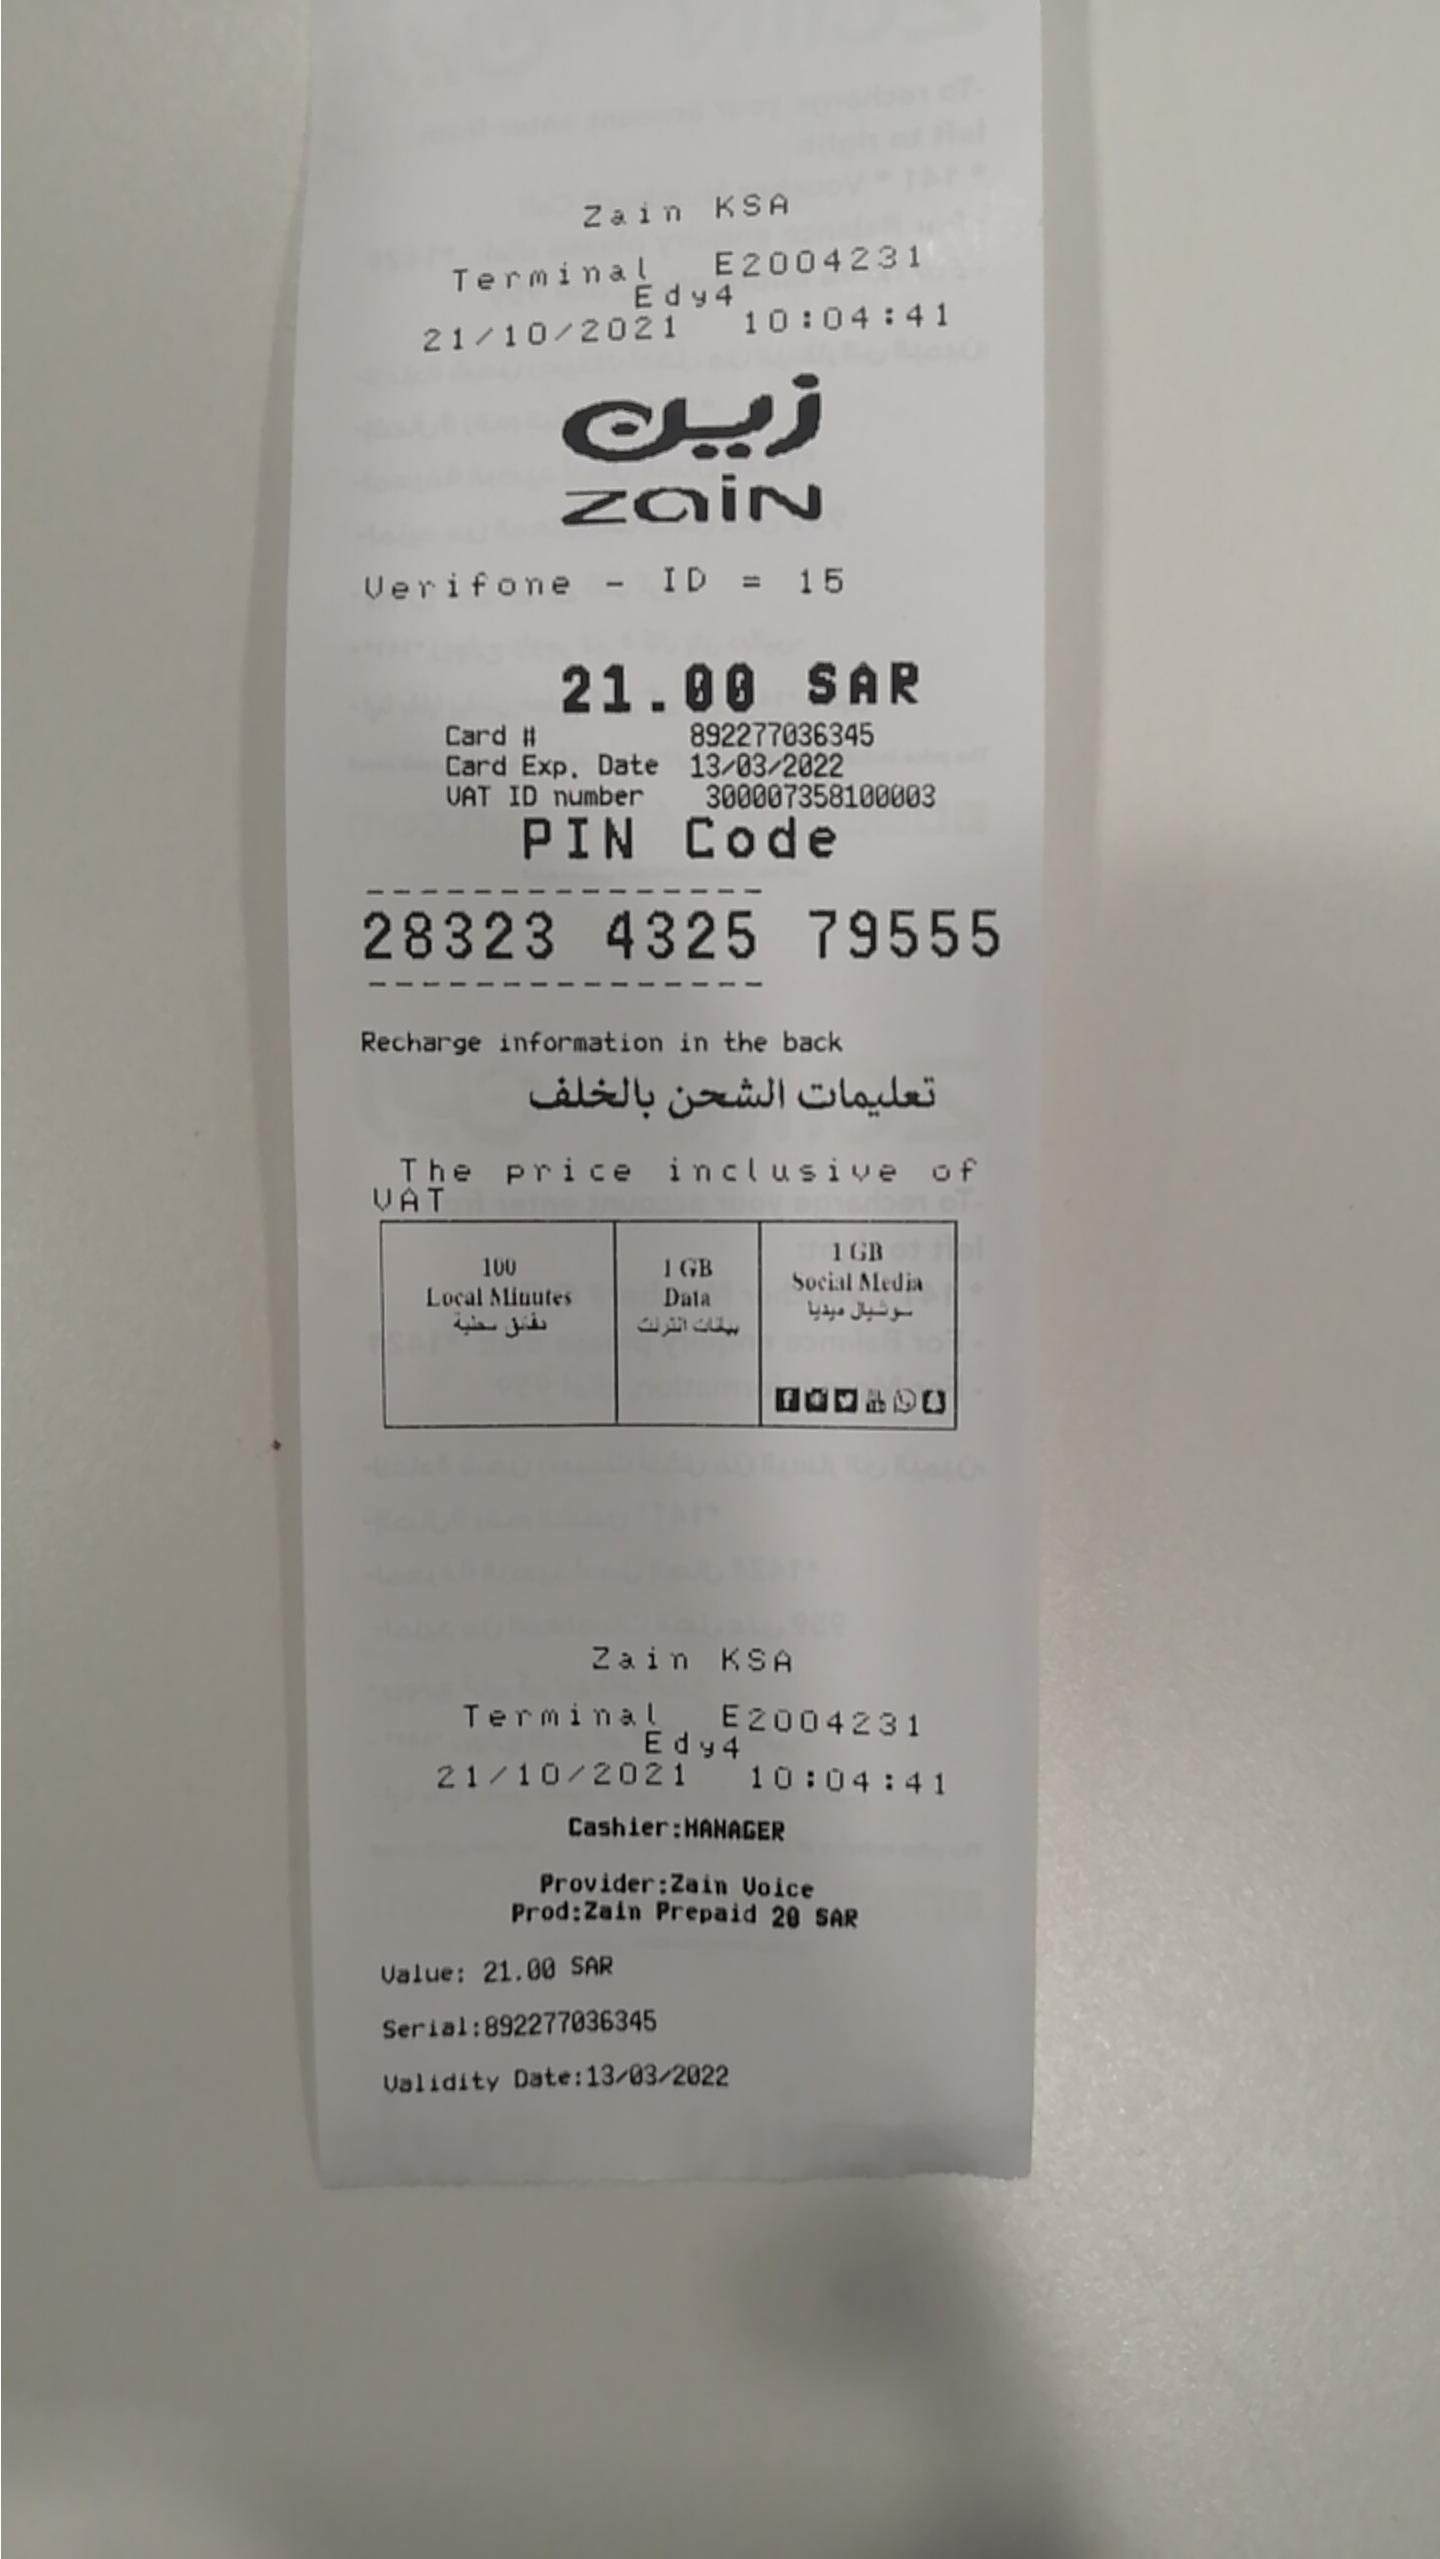 Zain KSA
Terminal E2004231
Edy4
21/10/2021 10:04:41
زين
zain
Verifone - ID = 15
21.00 SAR
Card # 892277036345
Card Exp. Date 13/03/2022
VAT ID number 300007358100003
PIN Code
---------------
28323 4325 79555
---------------
Recharge information in the back
تعليمات الشحن بالخلف
The price inclusive of
VAT
100
Local Minutes
دقائق محلية
1 GB
Data
بيانات انترنت
1 GB
Social Media
سوشيال ميديا
Zain KSA
Terminal E2004231
Edy4
21/10/2021 10:04:41
Cashier:MANAGER
Provider:Zain Voice
Prod:Zain Prepaid 20 SAR
Value: 21.00 SAR
Serial:892277036345
Validity Date:13/03/2022